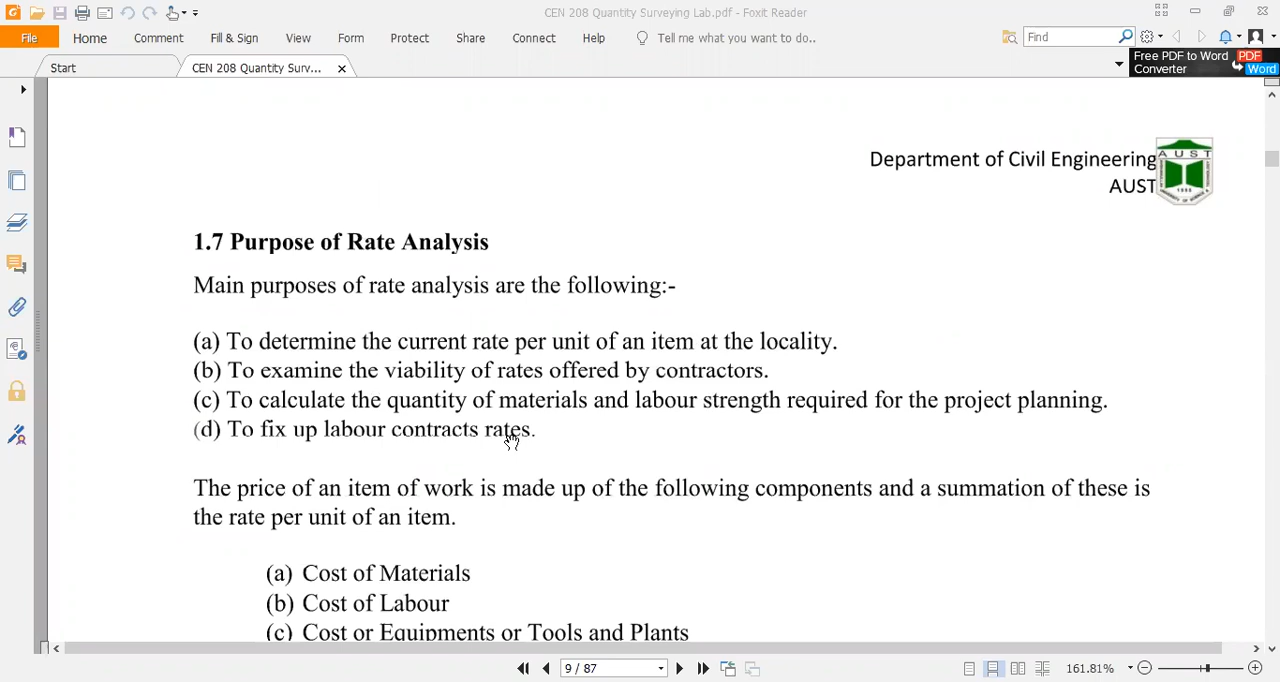 CEN 208 Quantity Surveying Lab.pdf - Foxit Reader
File Home Comment Fill & Sign View Form Protect Share Connect Help Tell me what you want to do.. Find
Start CEN 208 Quantity Surv...
Free PDF to Word Converter PDF Word
Department of Civil Engineering
AUST
AUST
1.7 Purpose of Rate Analysis
Main purposes of rate analysis are the following:-
(a) To determine the current rate per unit of an item at the locality.
(b) To examine the viability of rates offered by contractors.
(c) To calculate the quantity of materials and labour strength required for the project planning.
(d) To fix up labour contracts rates.
The price of an item of work is made up of the following components and a summation of these is
the rate per unit of an item.
(a) Cost of Materials
(b) Cost of Labour
(c) Cost or Equipments or Tools and Plants
9 / 87
161.81%